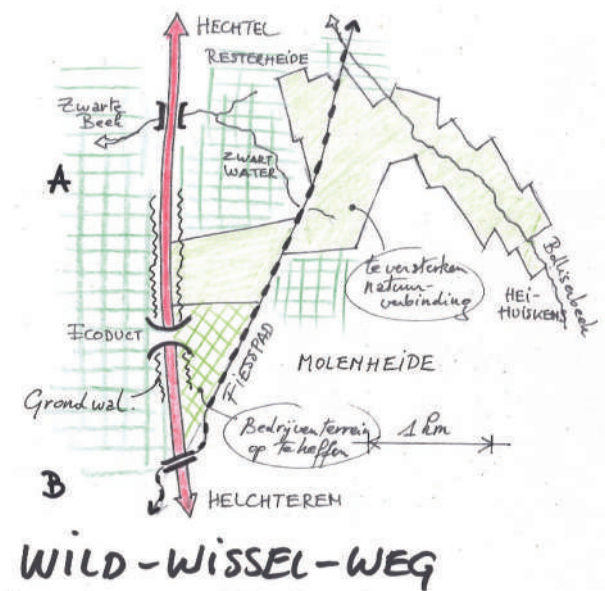 HECHTEL
RESTERHEIDE
Zwarte
Beek
ZWART
WATER
A
te versterken
natuur-
verbinding
Bollisenbeek
HEI-
HUISKENS
ECODUCT
FIETSPAD
MOLENHEIDE
Grondwal.
Bedrijventerrein
op te heffen
1 km
B
HELCHTEREM
WILD-WISSEL-WEG